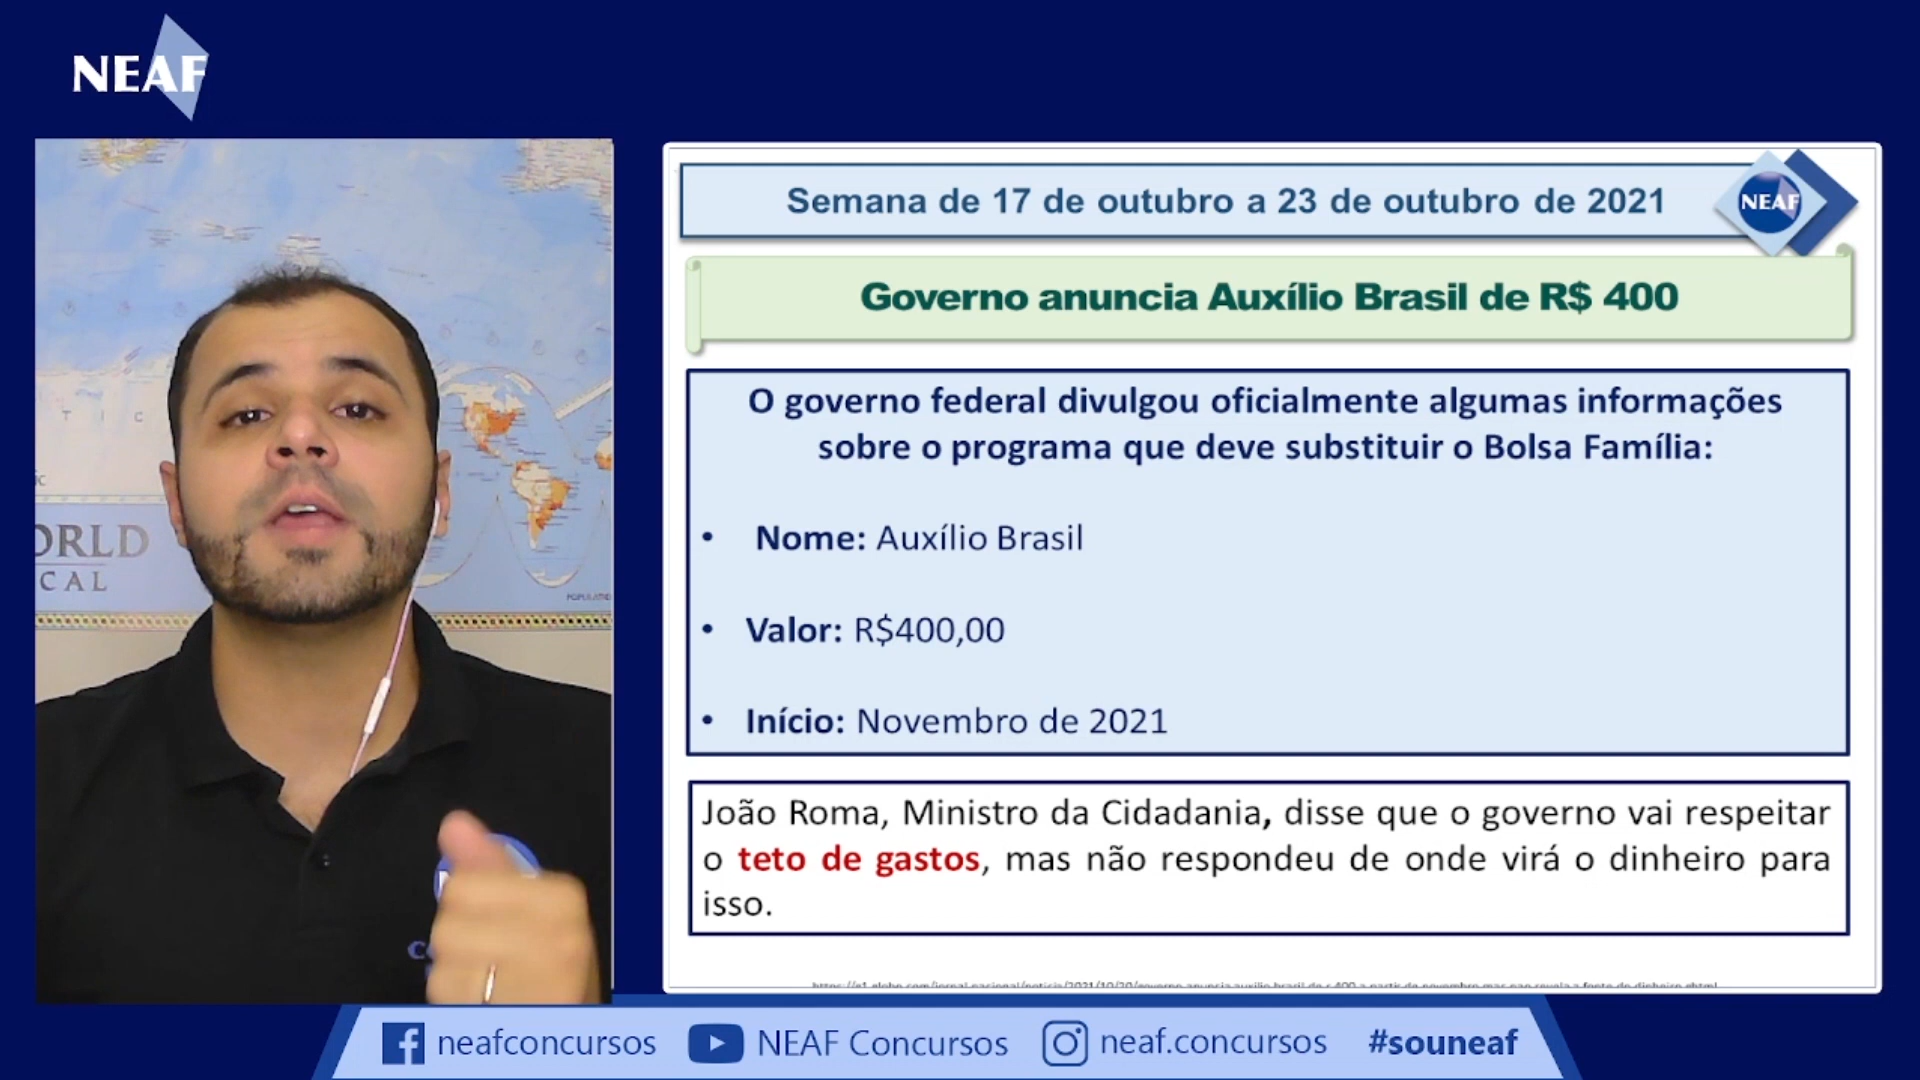 NEAF
ORLD
CAL
Semana de 17 de outubro a 23 de outubro de 2021
NEAF
Governo anuncia Auxílio Brasil de R$ 400
O governo federal divulgou oficialmente algumas informações
sobre o programa que deve substituir o Bolsa Família:
• Nome: Auxílio Brasil
• Valor: R$400,00
• Início: Novembro de 2021
João Roma, Ministro da Cidadania, disse que o governo vai respeitar
o teto de gastos, mas não respondeu de onde virá o dinheiro para
isso.
neafconcursos
NEAF Concursos
neaf.concursos
#souneaf